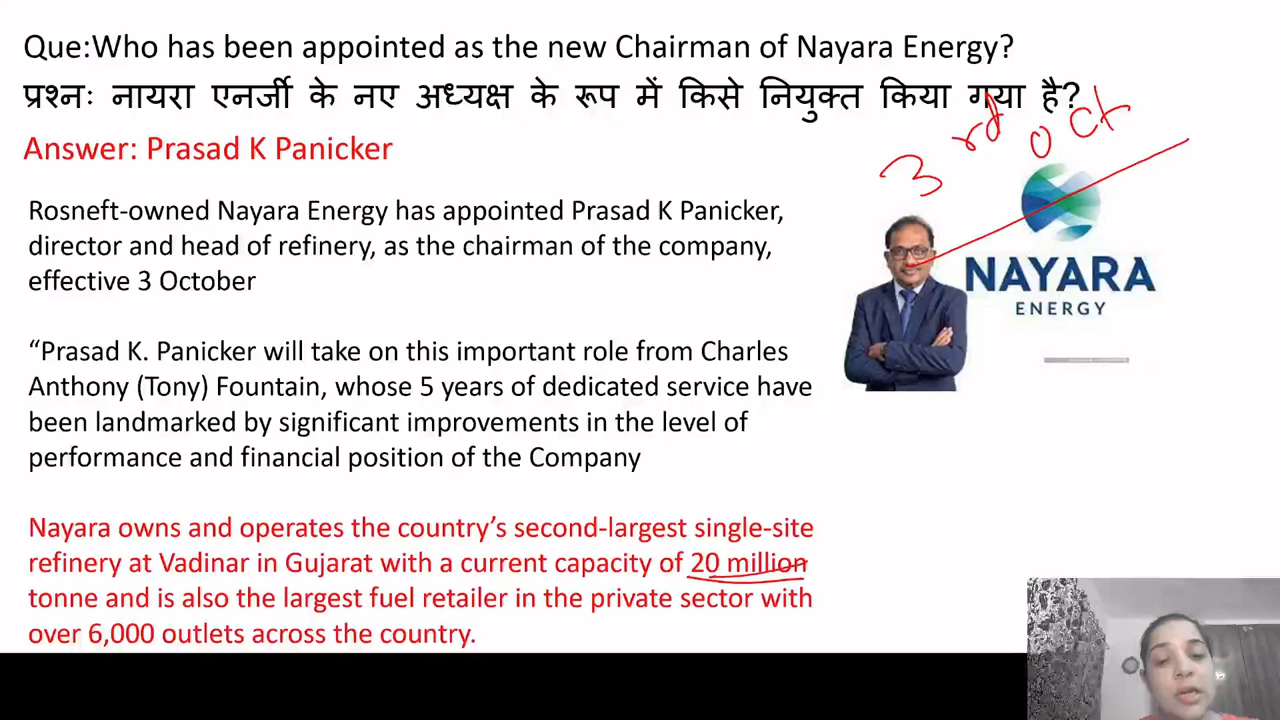 Que:Who has been appointed as the new Chairman of Nayara Energy?
प्रश्नः नायरा एनर्जी के नए अध्यक्ष के रूप में किसे नियुक्त किया गया है?
Answer: Prasad K Panicker
3 rd oct
Rosneft-owned Nayara Energy has appointed Prasad K Panicker,
director and head of refinery, as the chairman of the company,
effective 3 October
NAYARA
ENERGY
“Prasad K. Panicker will take on this important role from Charles
Anthony (Tony) Fountain, whose 5 years of dedicated service have
been landmarked by significant improvements in the level of
performance and financial position of the Company
Nayara owns and operates the country’s second-largest single-site
refinery at Vadinar in Gujarat with a current capacity of 20 million
tonne and is also the largest fuel retailer in the private sector with
over 6,000 outlets across the country.